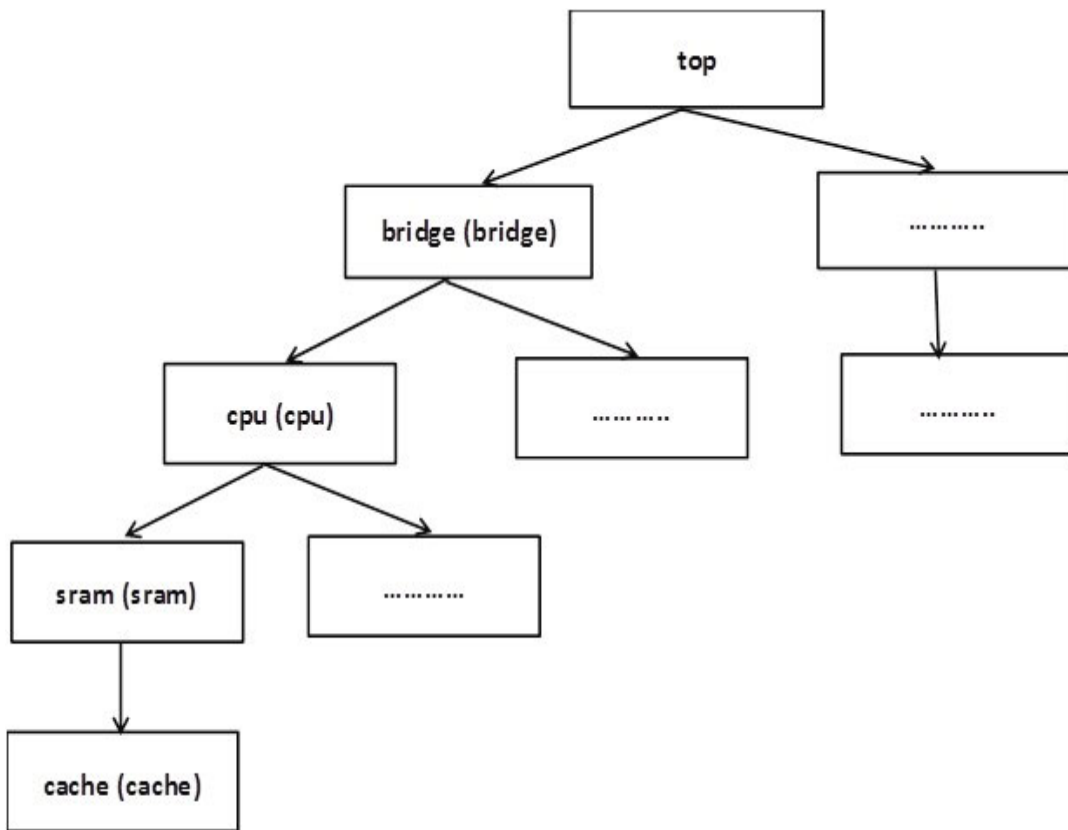 top
bridge (bridge)
………..
cpu (cpu)
………..
………..
sram (sram)
…………
cache (cache)